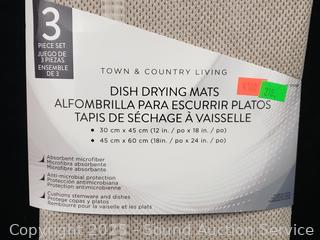 3
PIECE SET
JUEGO DE
3 PIEZAS
ENSEMBLE
DE 3
TOWN & COUNTRY LIVING
DISH DRYING MATS
ALFOMBRILLA PARA ESCURRIR PLATOS
TAPIS DE SÉCHAGE À VAISSELLE
• 30 cm x 45 cm (12 in. / po x 18 in. / po)
• 45 cm x 60 cm (18in. / po x 24 in. / po)
Absorbent microfiber
Microfibra absorbente
Microfibre absorbante
Anti-microbial protection
Protección antimicrobiana
Protection antimicrobienne
Cushions stemware and dishes
Protege copas y platos
Rembourré pour la vaisselle et les plats
Copyright 2023 - Sound Auction Service